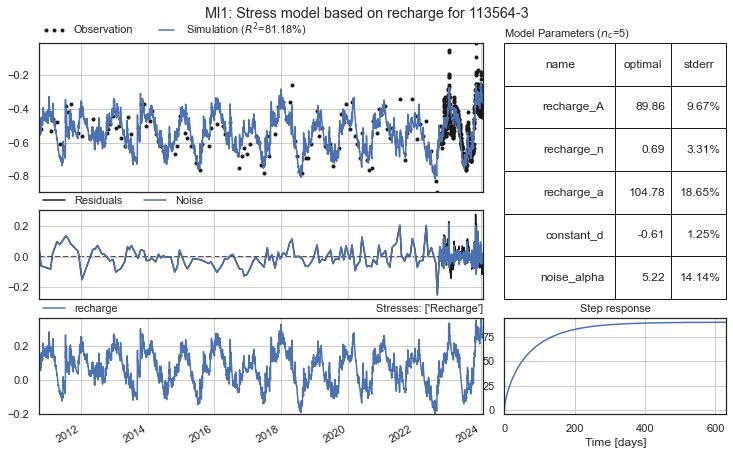 Ml1: Stress model based on recharge for 113564-3
Observation Simulation (R²=81.18%)
−0.2
−0.4
−0.6
−0.8
Residuals Noise
0.2
0.0
−0.2
recharge Stresses: ['Recharge']
0.2
0.0
−0.2
2012 2014 2016 2018 2020 2022 2024
Model Parameters (n_c=5)
name optimal stderr
recharge_A 89.86 9.67%
recharge_n 0.69 3.31%
recharge_a 104.78 18.65%
constant_d -0.61 1.25%
noise_alpha 5.22 14.14%
Step response
75
50
25
0
0 200 400 600
Time [days]